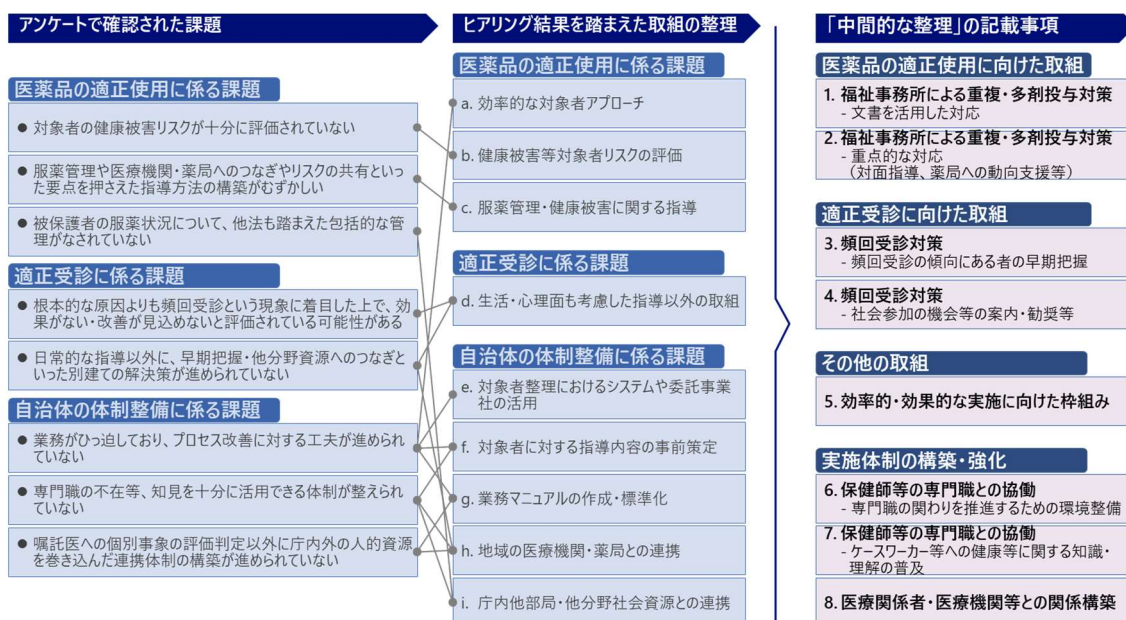 アンケートで確認された課題
医薬品の適正使用に係る課題
● 対象者の健康被害リスクが十分に評価されていない
● 服薬管理や医療機関・薬局へのつなぎやリスクの共有といっ
た要点を押さえた指導方法の構築がむずかしい
● 被保護者の服薬状況について、他法も踏まえた包括的な管
理がなされていない
適正受診に係る課題
● 根本的な原因よりも頻回受診という現象に着目した上で、効
果がない・改善が見込めないと評価されている可能性がある
● 日常的な指導以外に、早期把握・他分野資源へのつなぎと
いった別建ての解決策が進められていない
自治体の体制整備に係る課題
● 業務がひっ迫しており、プロセス改善に対する工夫が進められ
ていない
● 専門職の不在等、知見を十分に活用できる体制が整えられ
ていない
● 嘱託医への個別事象の評価判定以外に庁内外の人的資源
を巻き込んだ連携体制の構築が進められていない
ヒアリング結果を踏まえた取組の整理
医薬品の適正使用に係る課題
a. 効率的な対象者アプローチ
b. 健康被害等対象者リスクの評価
c. 服薬管理・健康被害に関する指導
適正受診に係る課題
d. 生活・心理面も考慮した指導以外の取組
自治体の体制整備に係る課題
e. 対象者整理におけるシステムや委託事業
社の活用
f. 対象者に対する指導内容の事前策定
g. 業務マニュアルの作成・標準化
h. 地域の医療機関・薬局との連携
i. 庁内他部局・他分野社会資源との連携
「中間的な整理」の記載事項
医薬品の適正使用に向けた取組
1. 福祉事務所による重複・多剤投与対策
- 文書を活用した対応
2. 福祉事務所による重複・多剤投与対策
- 重点的な対応
（対面指導、薬局への動向支援等）
適正受診に向けた取組
3. 頻回受診対策
- 頻回受診の傾向にある者の早期把握
4. 頻回受診対策
- 社会参加の機会等の案内・勧奨等
その他の取組
5. 効率的・効果的な実施に向けた枠組み
実施体制の構築・強化
6. 保健師等の専門職との協働
- 専門職の関わりを推進するための環境整備
7. 保健師等の専門職との協働
- ケースワーカー等への健康等に関する知識・
理解の普及
8. 医療関係者・医療機関等との関係構築